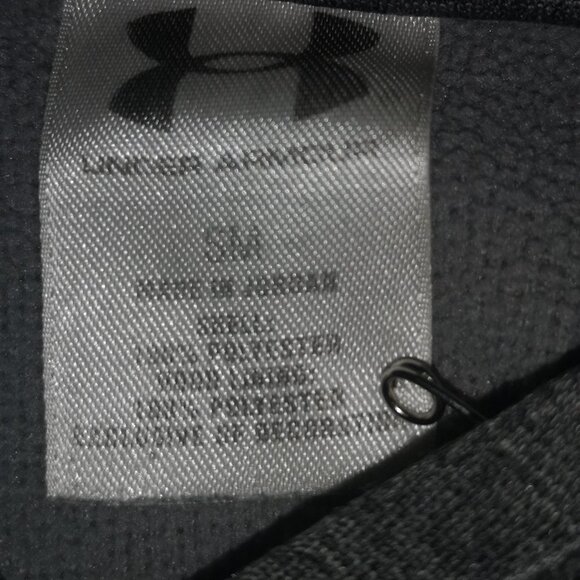 UNDER ARMOUR
SM
MADE IN JORDAN
SHELL:
100% POLYESTER
HOOD LINING:
100% POLYESTER
EXCLUSIVE OF DECORATION